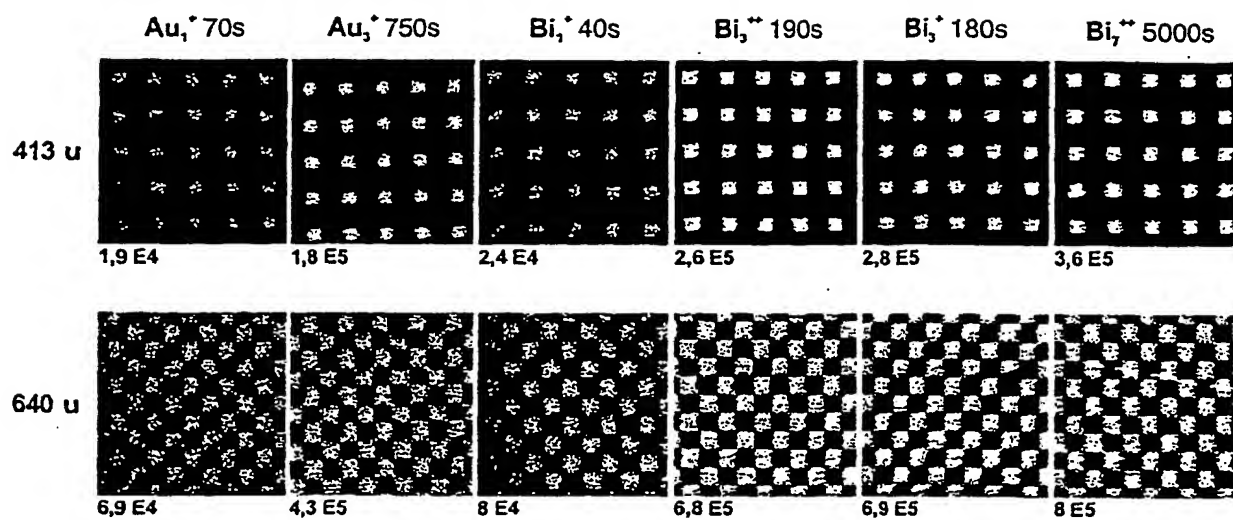 Au₁⁺ 70s Au₃⁺ 750s Bi₁⁺ 40s Bi₃⁺⁺ 190s Bi₃⁺ 180s Bi₇⁺⁺ 5000s
413 u
1,9 E4 1,8 E5 2,4 E4 2,6 E5 2,8 E5 3,6 E5
640 u
6,9 E4 4,3 E5 8 E4 6,8 E5 6,9 E5 8 E5